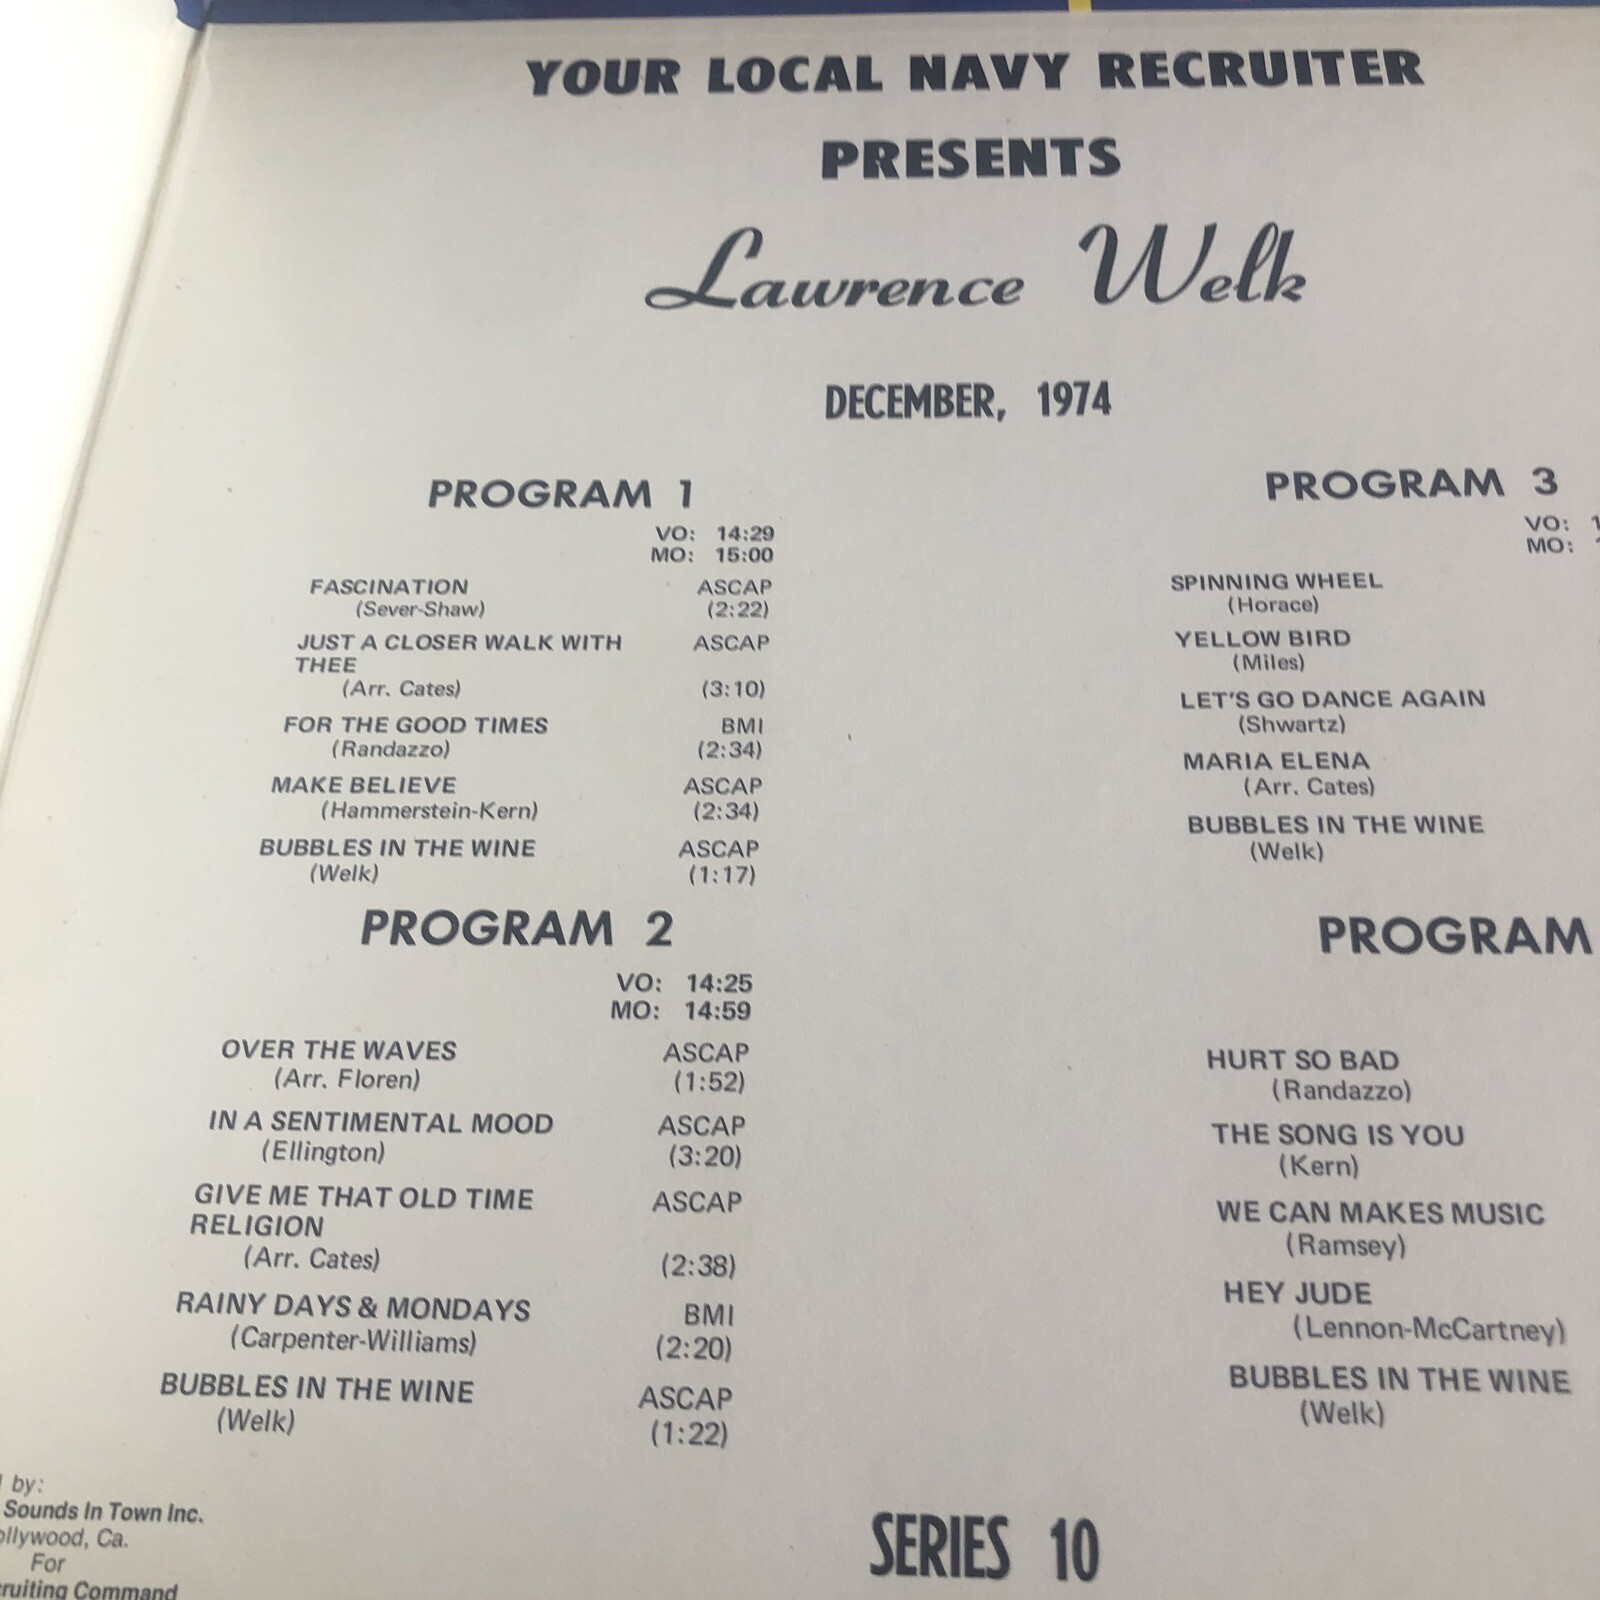 YOUR LOCAL NAVY RECRUITER
PRESENTS
Lawrence Welk
DECEMBER, 1974
PROGRAM 1
VO: 14:29
MO: 15:00
FASCINATION ASCAP
(Sever-Shaw) (2:22)
JUST A CLOSER WALK WITH ASCAP
THEE
(Arr. Cates) (3:10)
FOR THE GOOD TIMES BMI
(Randazzo) (2:34)
MAKE BELIEVE ASCAP
(Hammerstein-Kern) (2:34)
BUBBLES IN THE WINE ASCAP
(Welk) (1:17)
PROGRAM 2
VO: 14:25
MO: 14:59
OVER THE WAVES ASCAP
(Arr. Floren) (1:52)
IN A SENTIMENTAL MOOD ASCAP
(Ellington) (3:20)
GIVE ME THAT OLD TIME ASCAP
RELIGION
(Arr. Cates) (2:38)
RAINY DAYS & MONDAYS BMI
(Carpenter-Williams) (2:20)
BUBBLES IN THE WINE ASCAP
(Welk) (1:22)
PROGRAM 3
VO:
MO:
SPINNING WHEEL
(Horace)
YELLOW BIRD
(Miles)
LET'S GO DANCE AGAIN
(Shwartz)
MARIA ELENA
(Arr. Cates)
BUBBLES IN THE WINE
(Welk)
PROGRAM
HURT SO BAD
(Randazzo)
THE SONG IS YOU
(Kern)
WE CAN MAKES MUSIC
(Ramsey)
HEY JUDE
(Lennon-McCartney)
BUBBLES IN THE WINE
(Welk)
by:
Sounds In Town Inc.
ollywood, Ca.
For
ruiting Command
SERIES 10